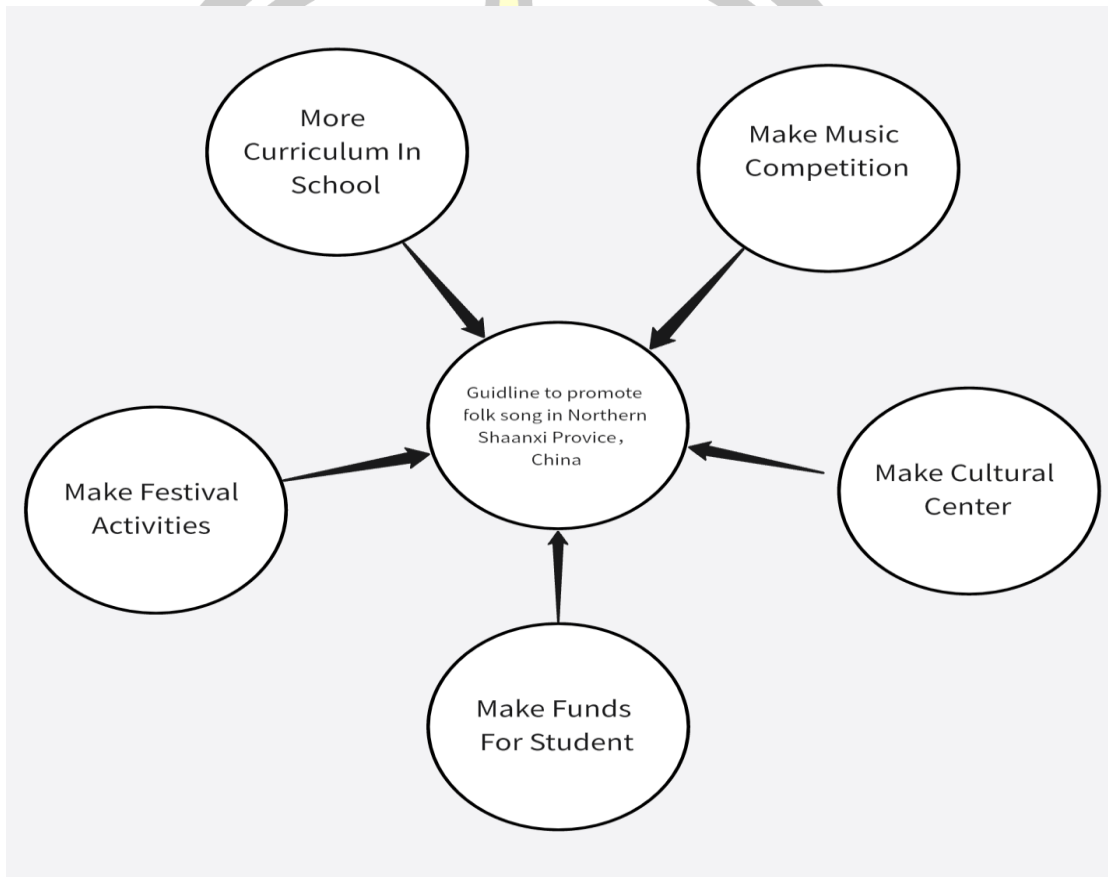 More
Curriculum In
School
Make Music
Competition
Guidline to promote
folk song in Northern
Shaanxi Provice,
China
Make Cultural
Center
Make Festival
Activities
Make Funds
For Student